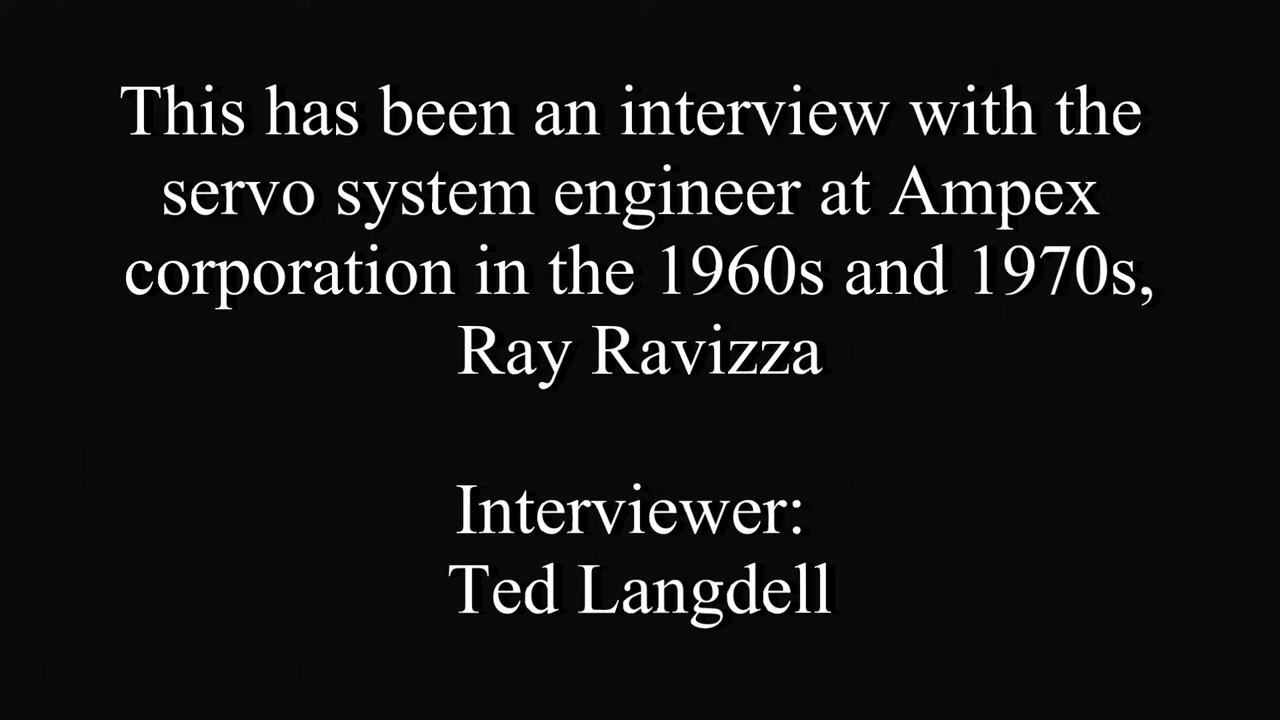 This has been an interview with the
servo system engineer at Ampex
corporation in the 1960s and 1970s,
Ray Ravizza
Interviewer:
Ted Langdell